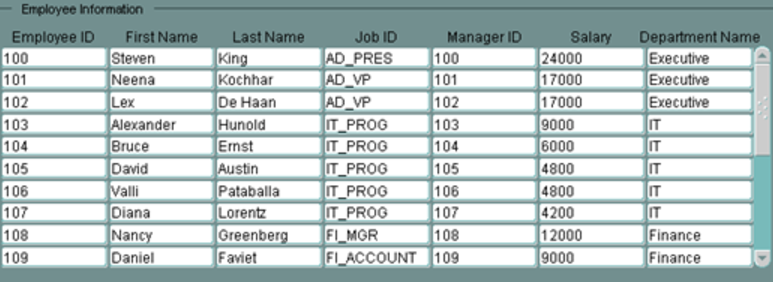 Employee Information
Employee ID First Name Last Name Job ID Manager ID Salary Department Name
100 Steven King AD_PRES 100 24000 Executive
101 Neena Kochhar AD_VP 101 17000 Executive
102 Lex De Haan AD_VP 102 17000 Executive
103 Alexander Hunold IT_PROG 103 9000 IT
104 Bruce Ernst IT_PROG 104 6000 IT
105 David Austin IT_PROG 105 4800 IT
106 Valli Pataballa IT_PROG 106 4800 IT
107 Diana Lorentz IT_PROG 107 4200 IT
108 Nancy Greenberg FI_MGR 108 12000 Finance
109 Daniel Faviet FI_ACCOUNT 109 9000 Finance